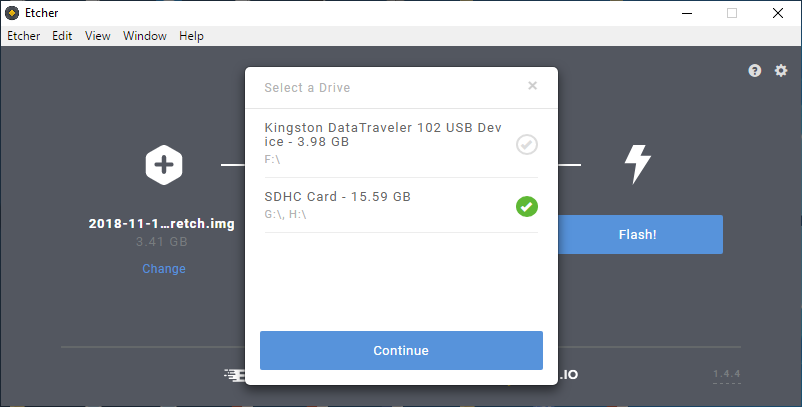 Etcher
Etcher Edit View Window Help
Select a Drive ×
Kingston DataTraveler 102 USB Dev
ice - 3.98 GB
F:\
SDHC Card - 15.59 GB
G:\, H:\
Continue
2018-11-1…retch.img
3.41 GB
Change
Flash!
.IO
1.4.4